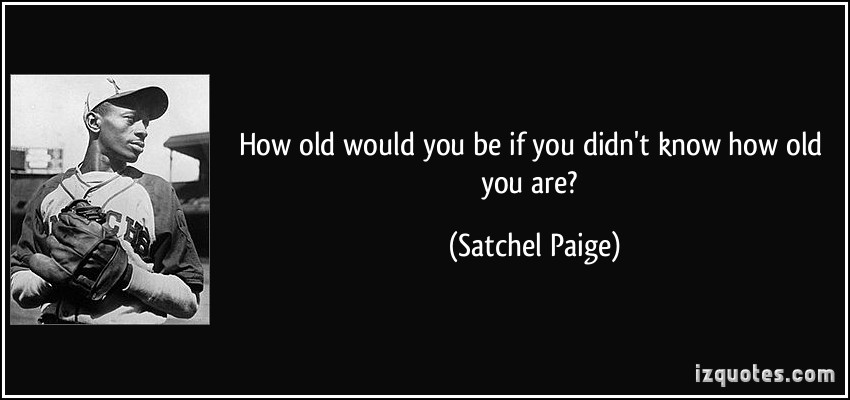 How old would you be if you didn't know how old
you are?
(Satchel Paige)
izquotes.com